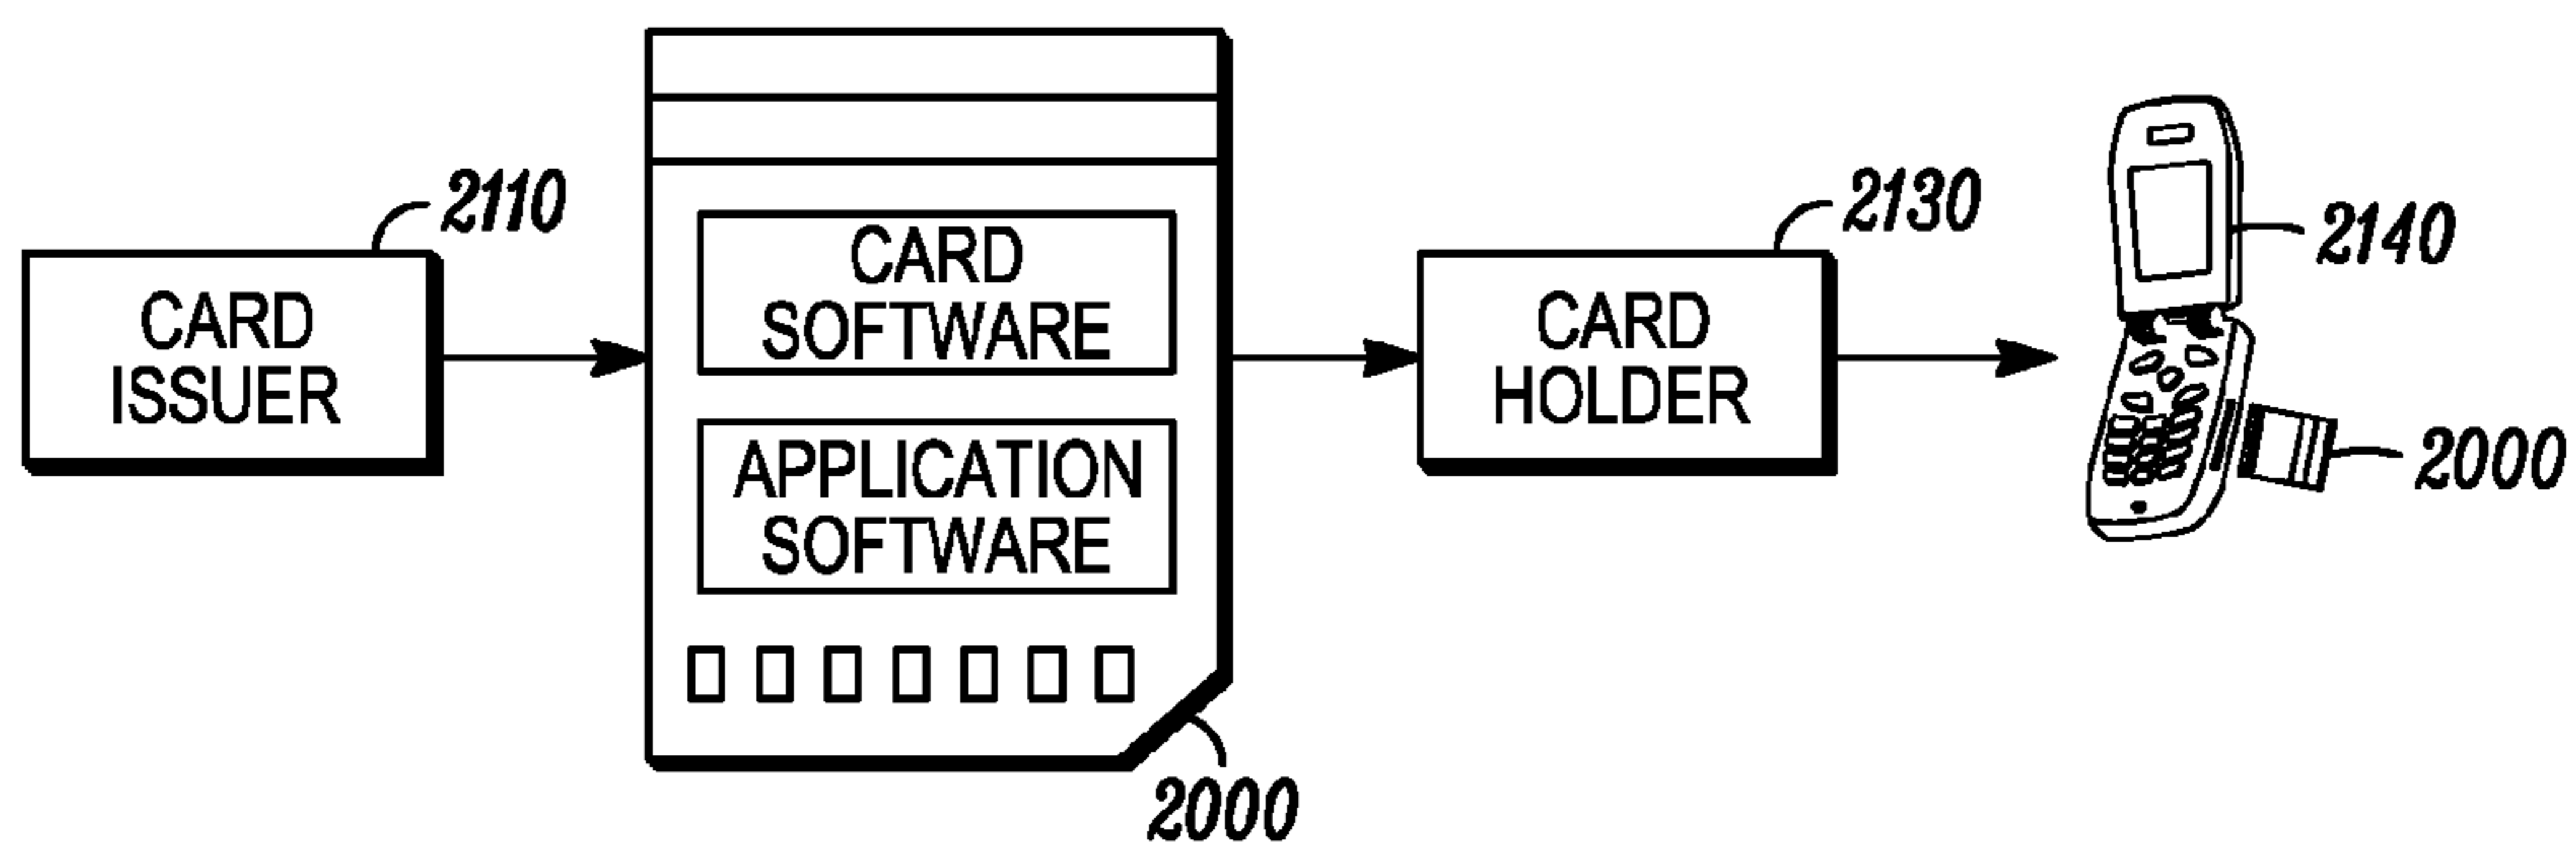 2110
CARD
ISSUER
CARD
SOFTWARE
APPLICATION
SOFTWARE
2000
2130
CARD
HOLDER
2140
2000